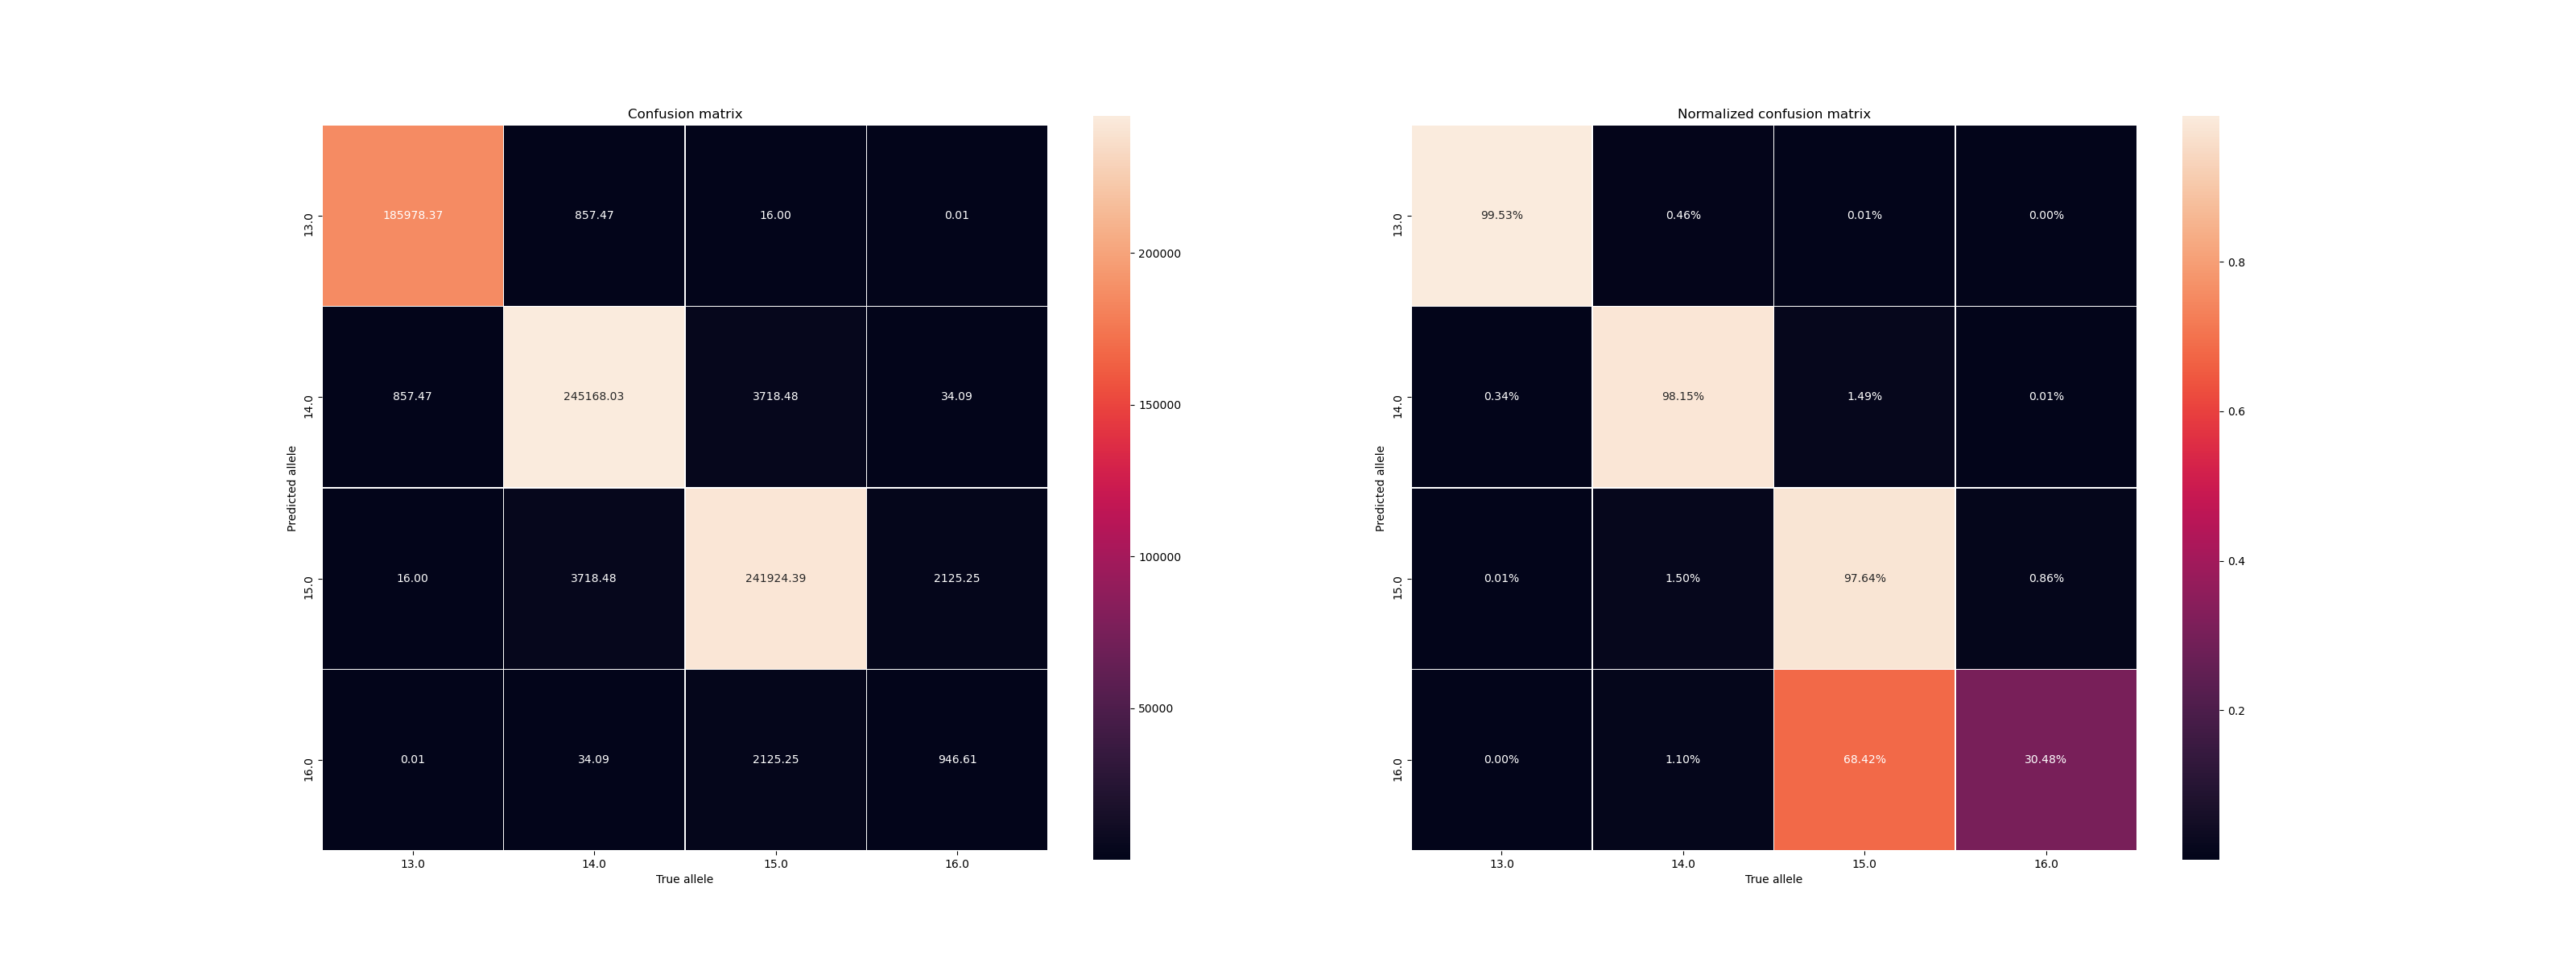 Confusion matrix
Predicted allele
13.0
185978.37 857.47 16.00 0.01
14.0
857.47 245168.03 3718.48 34.09
15.0
16.00 3718.48 241924.39 2125.25
16.0
0.01 34.09 2125.25 946.61
13.0 14.0 15.0 16.0
True allele
200000
150000
100000
50000
Normalized confusion matrix
Predicted allele
13.0
99.53% 0.46% 0.01% 0.00%
14.0
0.34% 98.15% 1.49% 0.01%
15.0
0.01% 1.50% 97.64% 0.86%
16.0
0.00% 1.10% 68.42% 30.48%
13.0 14.0 15.0 16.0
True allele
0.8
0.6
0.4
0.2